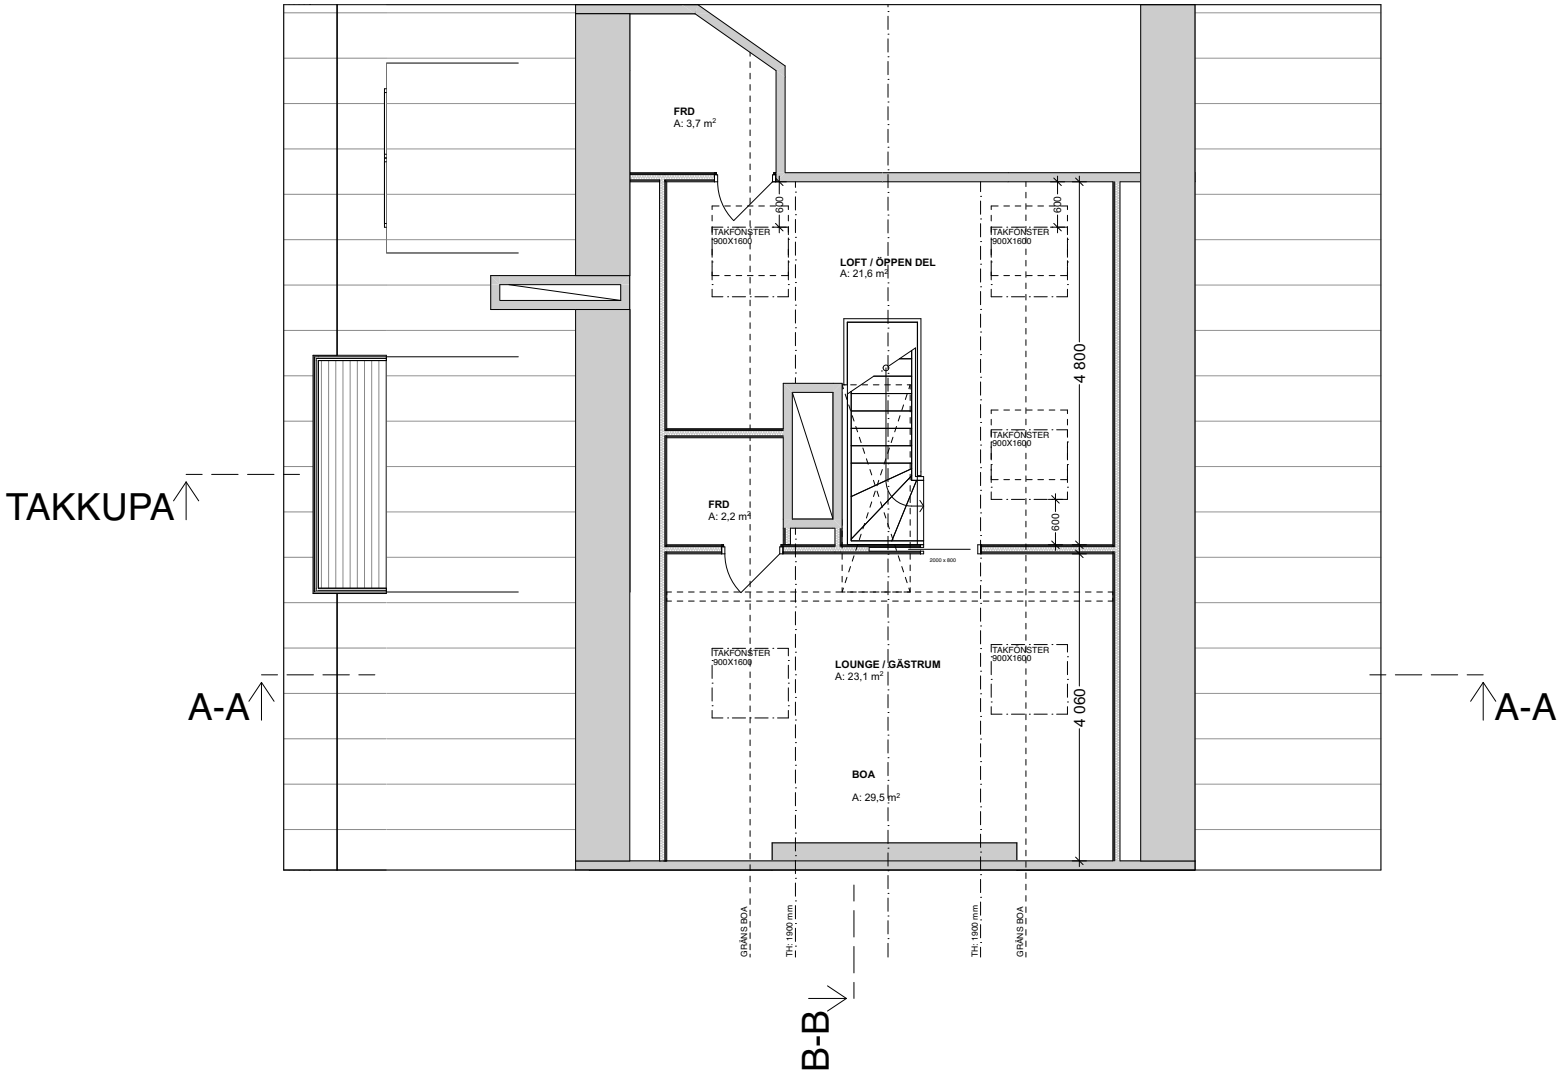 FRD
A: 3,7 m²
600
600
TAKFÖNSTER
900X1600
TAKFÖNSTER
900X1600
LOFT / ÖPPEN DEL
A: 21,6 m²
4 800
TAKFÖNSTER
900X1600
TAKKUPA
FRD
A: 2,2 m²
600
2000 x 800
TAKFÖNSTER
900X1600
LOUNGE / GÄSTRUM
A: 23,1 m²
TAKFÖNSTER
900X1600
A-A
4 060
A-A
BOA
A: 29,5 m²
GRÄNS BOA
TH: 1900 mm
TH: 1900 mm
GRÄNS BOA
B-B